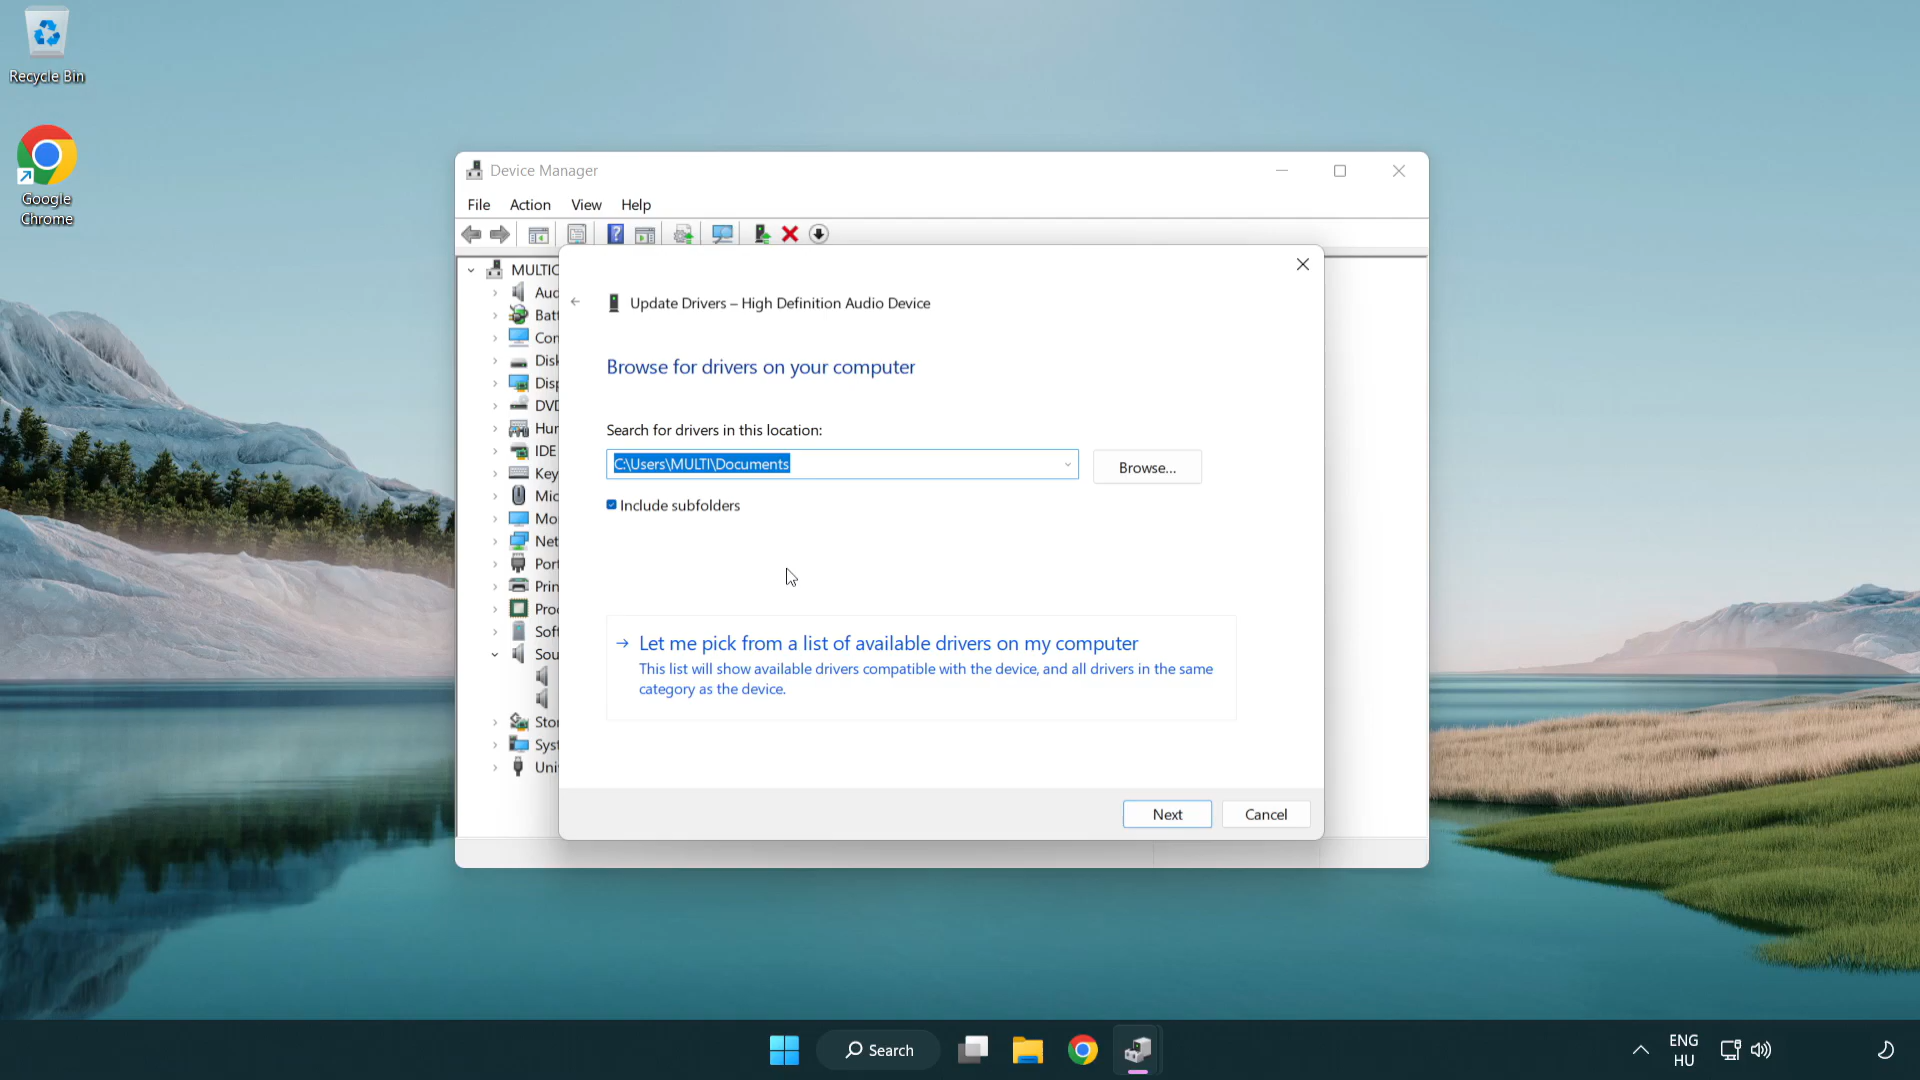 Recycle Bin
Google
Chrome
Device Manager
File Action View Help
MULTIC
Aud
Batt
Con
Disk
Disp
DVD
Hur
IDE
Key
Mic
Mo
Net
Port
Prin
Proc
Soft
Sou
Stor
Syst
Uni
Update Drivers – High Definition Audio Device
Browse for drivers on your computer
Search for drivers in this location:
C:\Users\MULTI\Documents
Browse...
Include subfolders
Let me pick from a list of available drivers on my computer
This list will show available drivers compatible with the device, and all drivers in the same
category as the device.
Next
Cancel
Search
ENG
HU